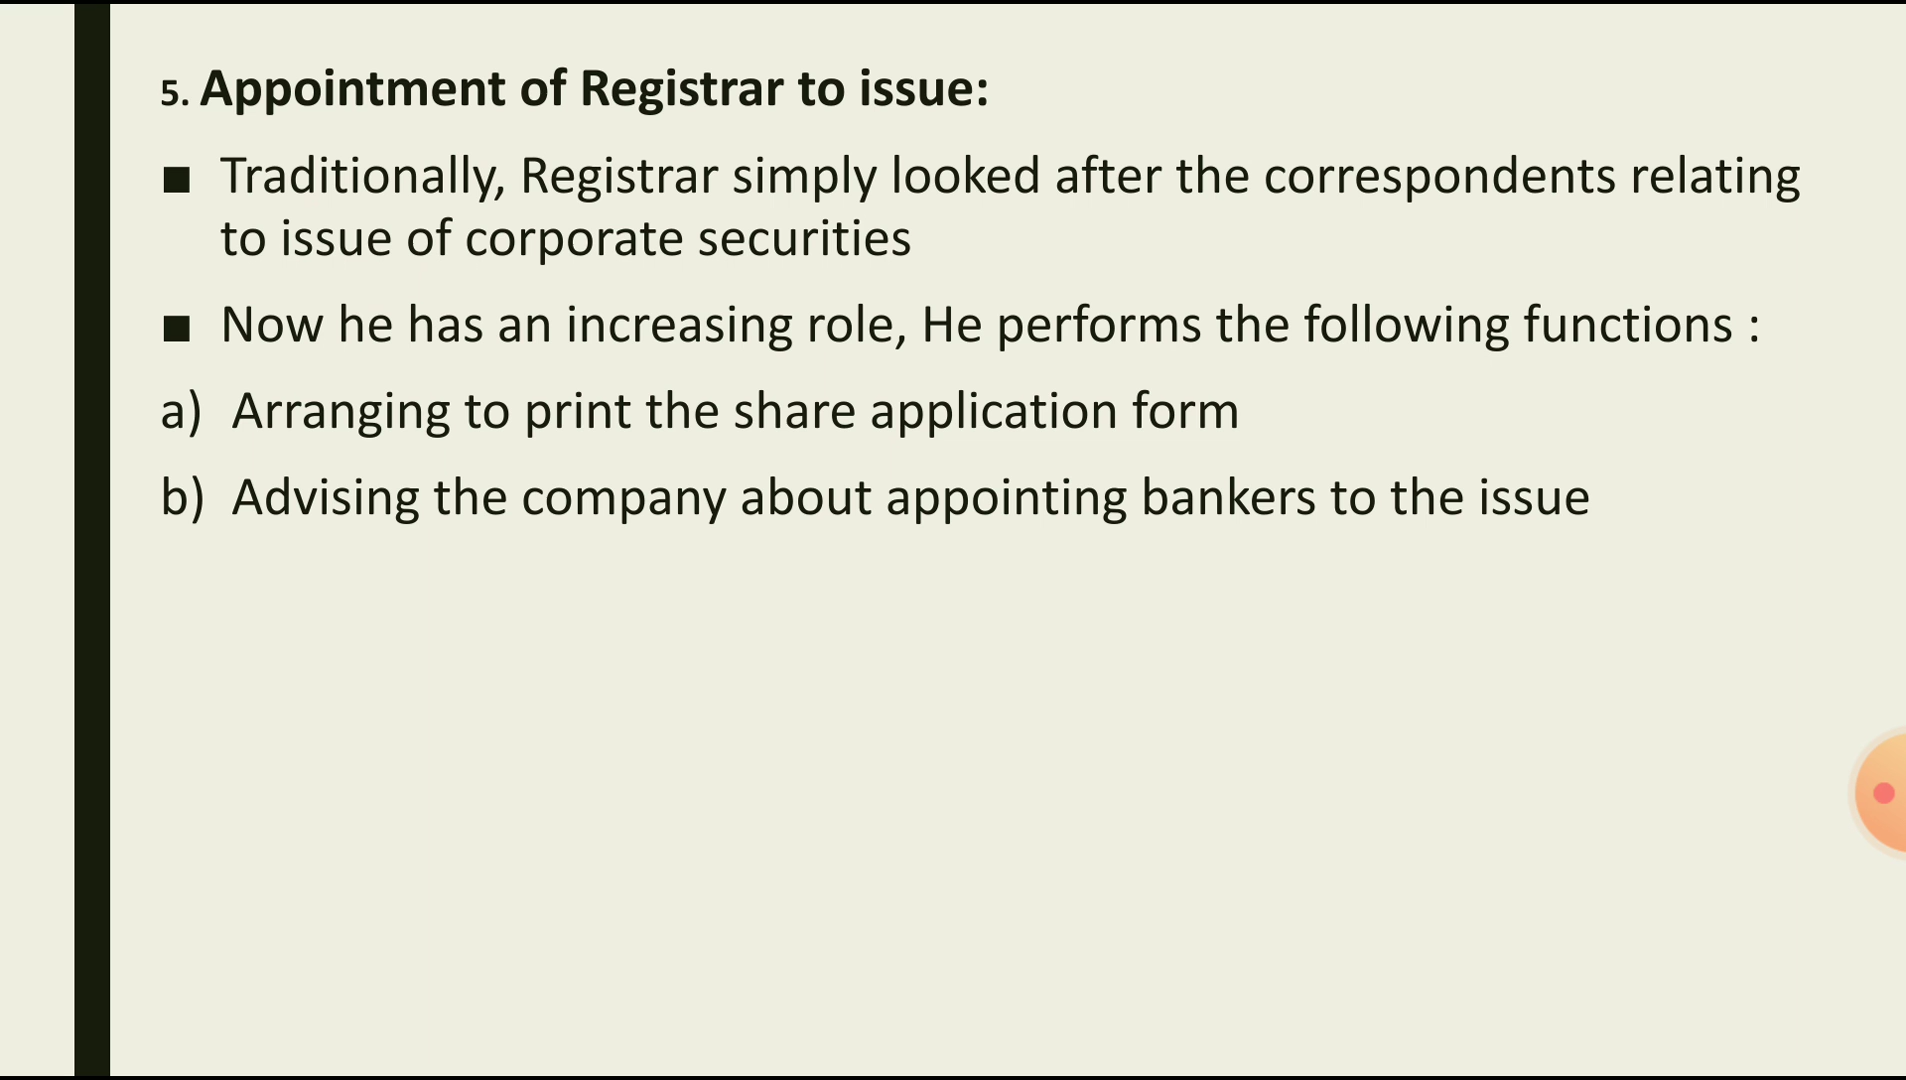 5. Appointment of Registrar to issue:
■ Traditionally, Registrar simply looked after the correspondents relating
to issue of corporate securities
■ Now he has an increasing role, He performs the following functions :
a) Arranging to print the share application form
b) Advising the company about appointing bankers to the issue